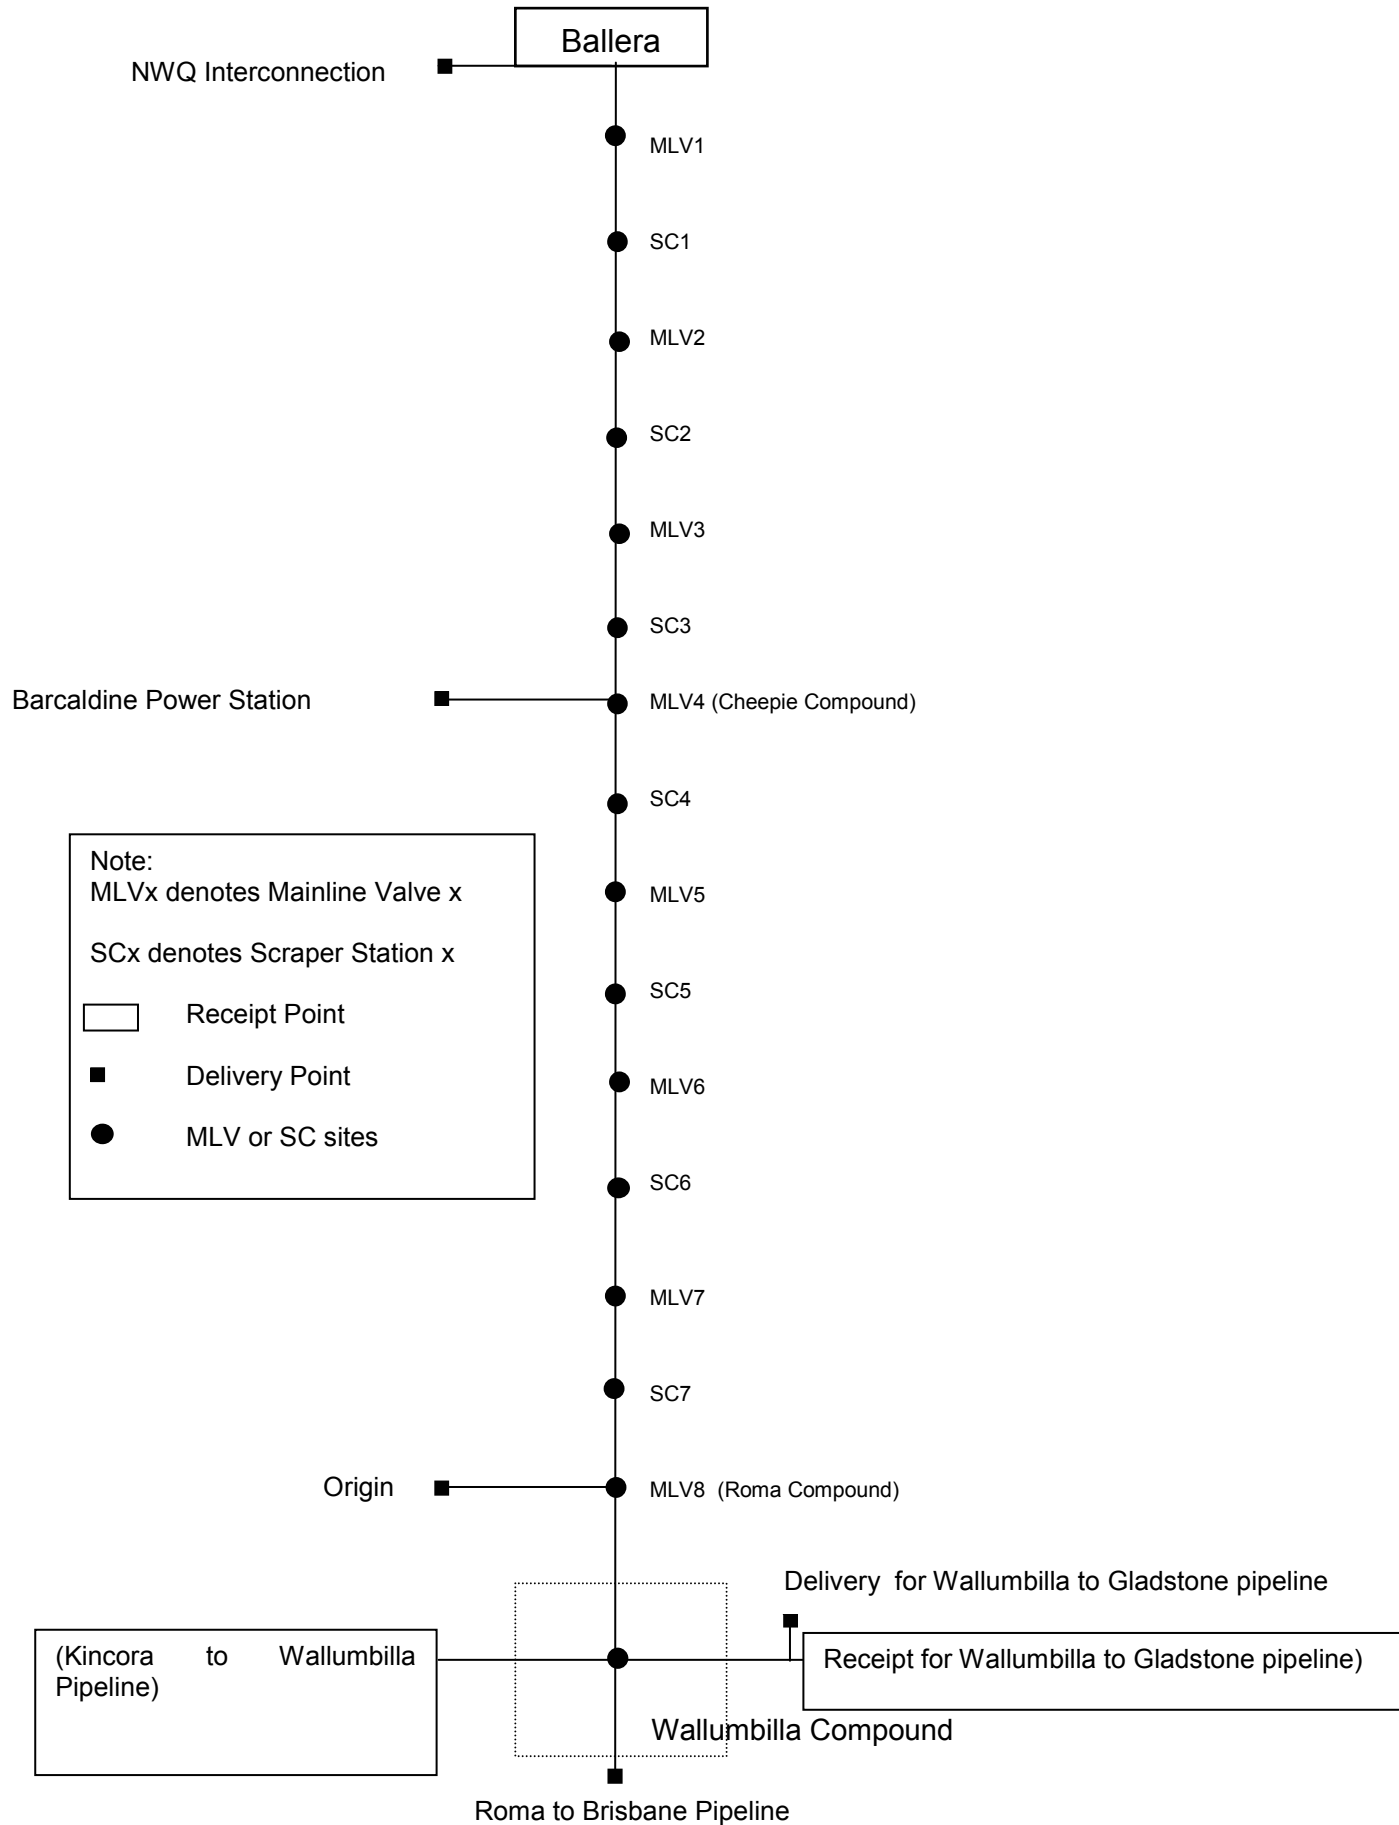 Ballera
NWQ Interconnection
MLV1
SC1
MLV2
SC2
MLV3
SC3
Barcaldine Power Station
MLV4 (Cheepie Compound)
SC4
Note:
MLVx denotes Mainline Valve x
SCx denotes Scraper Station x
Receipt Point
Delivery Point
MLV or SC sites
MLV5
SC5
MLV6
SC6
MLV7
SC7
Origin
MLV8 (Roma Compound)
Delivery for Wallumbilla to Gladstone pipeline
(Kincora to Wallumbilla
Pipeline)
Receipt for Wallumbilla to Gladstone pipeline)
Wallumbilla Compound
Roma to Brisbane Pipeline